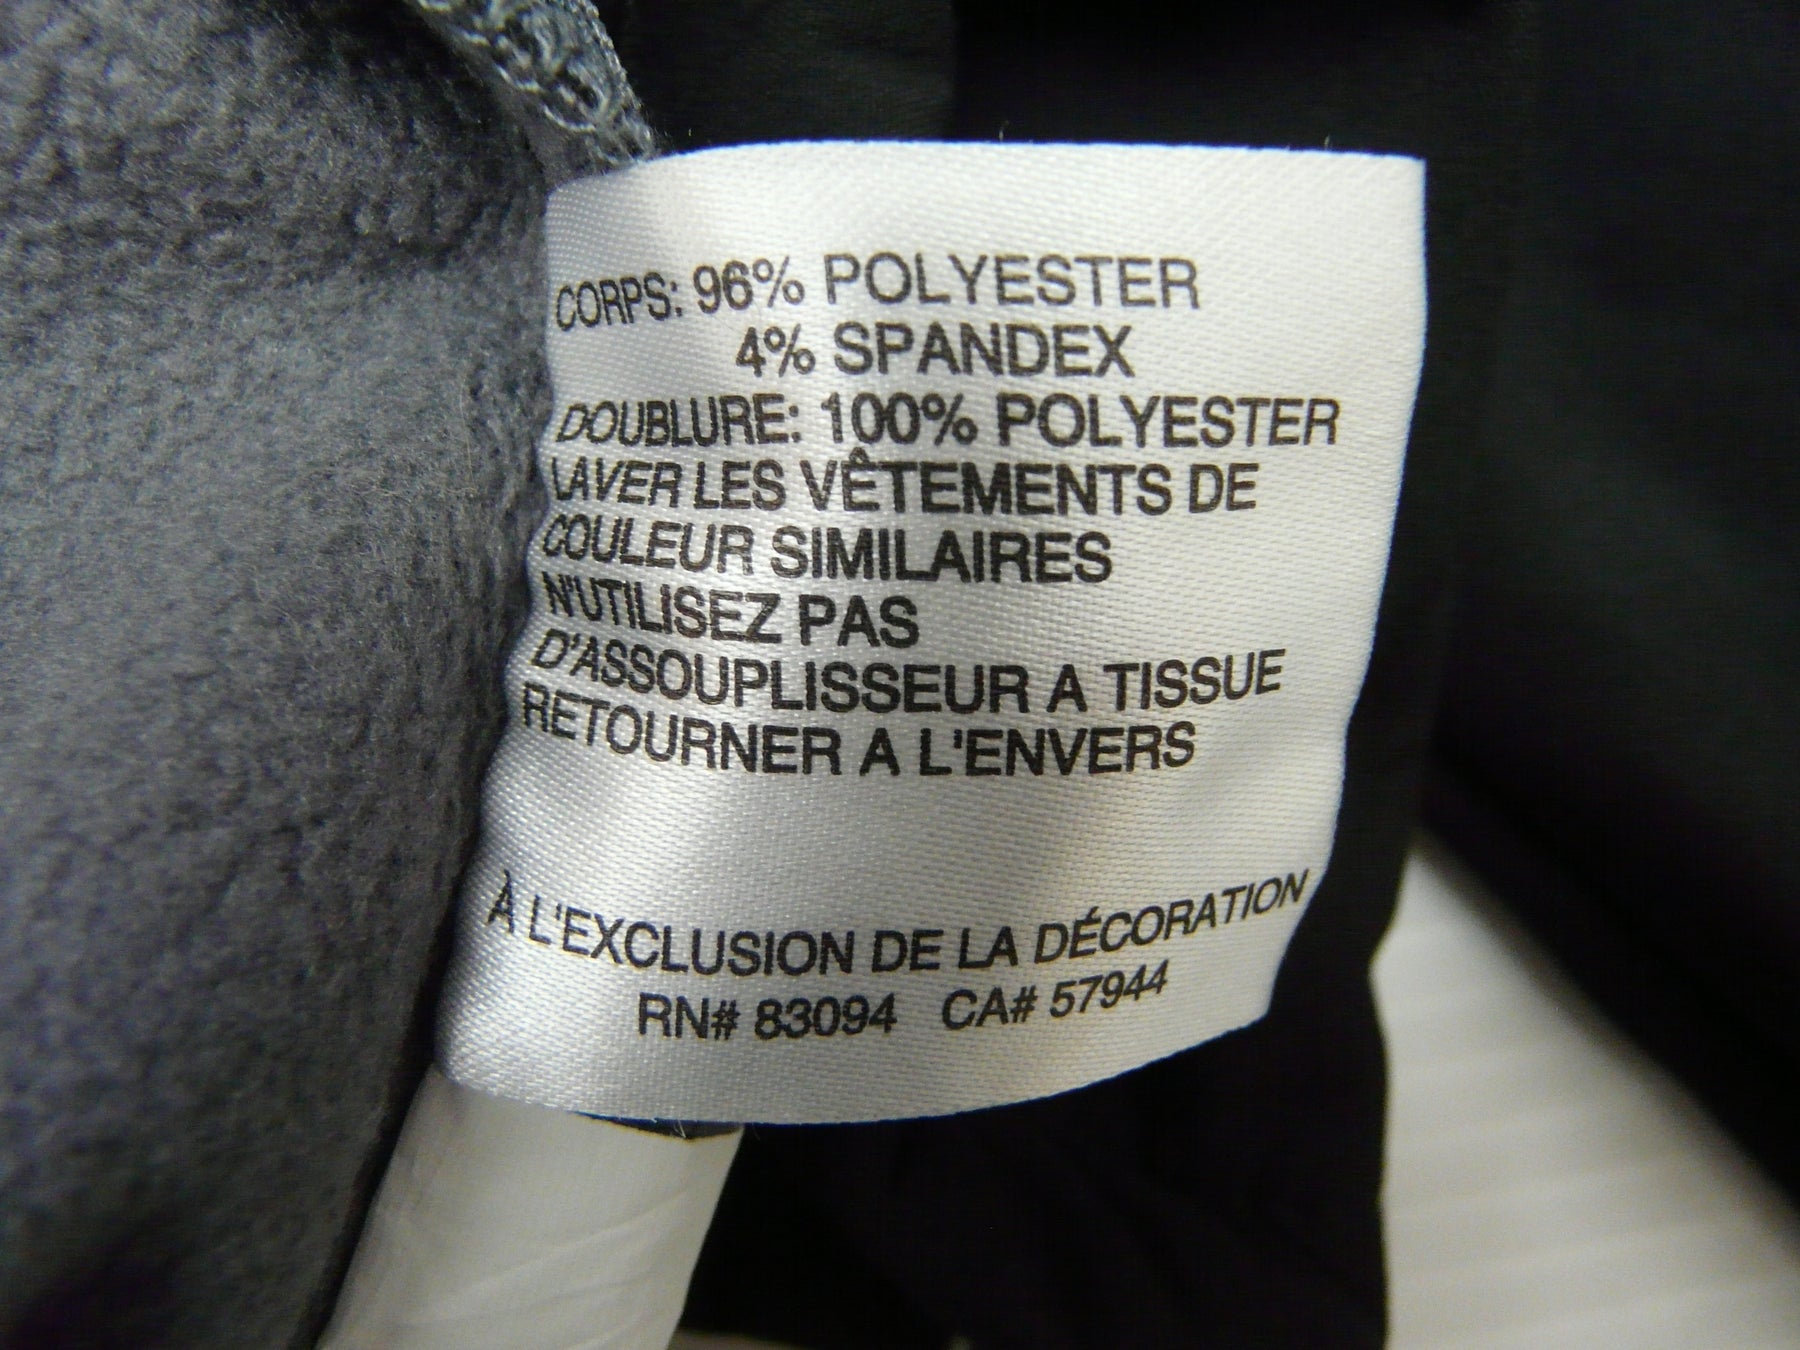 CORPS: 96% POLYESTER
4% SPANDEX
DOUBLURE: 100% POLYESTER
LAVER LES VÊTEMENTS DE
COULEUR SIMILAIRES
N'UTILISEZ PAS
D'ASSOUPLISSEUR A TISSUE
RETOURNER A L'ENVERS
À L'EXCLUSION DE LA DÉCORATION
RN# 83094 CA# 57944